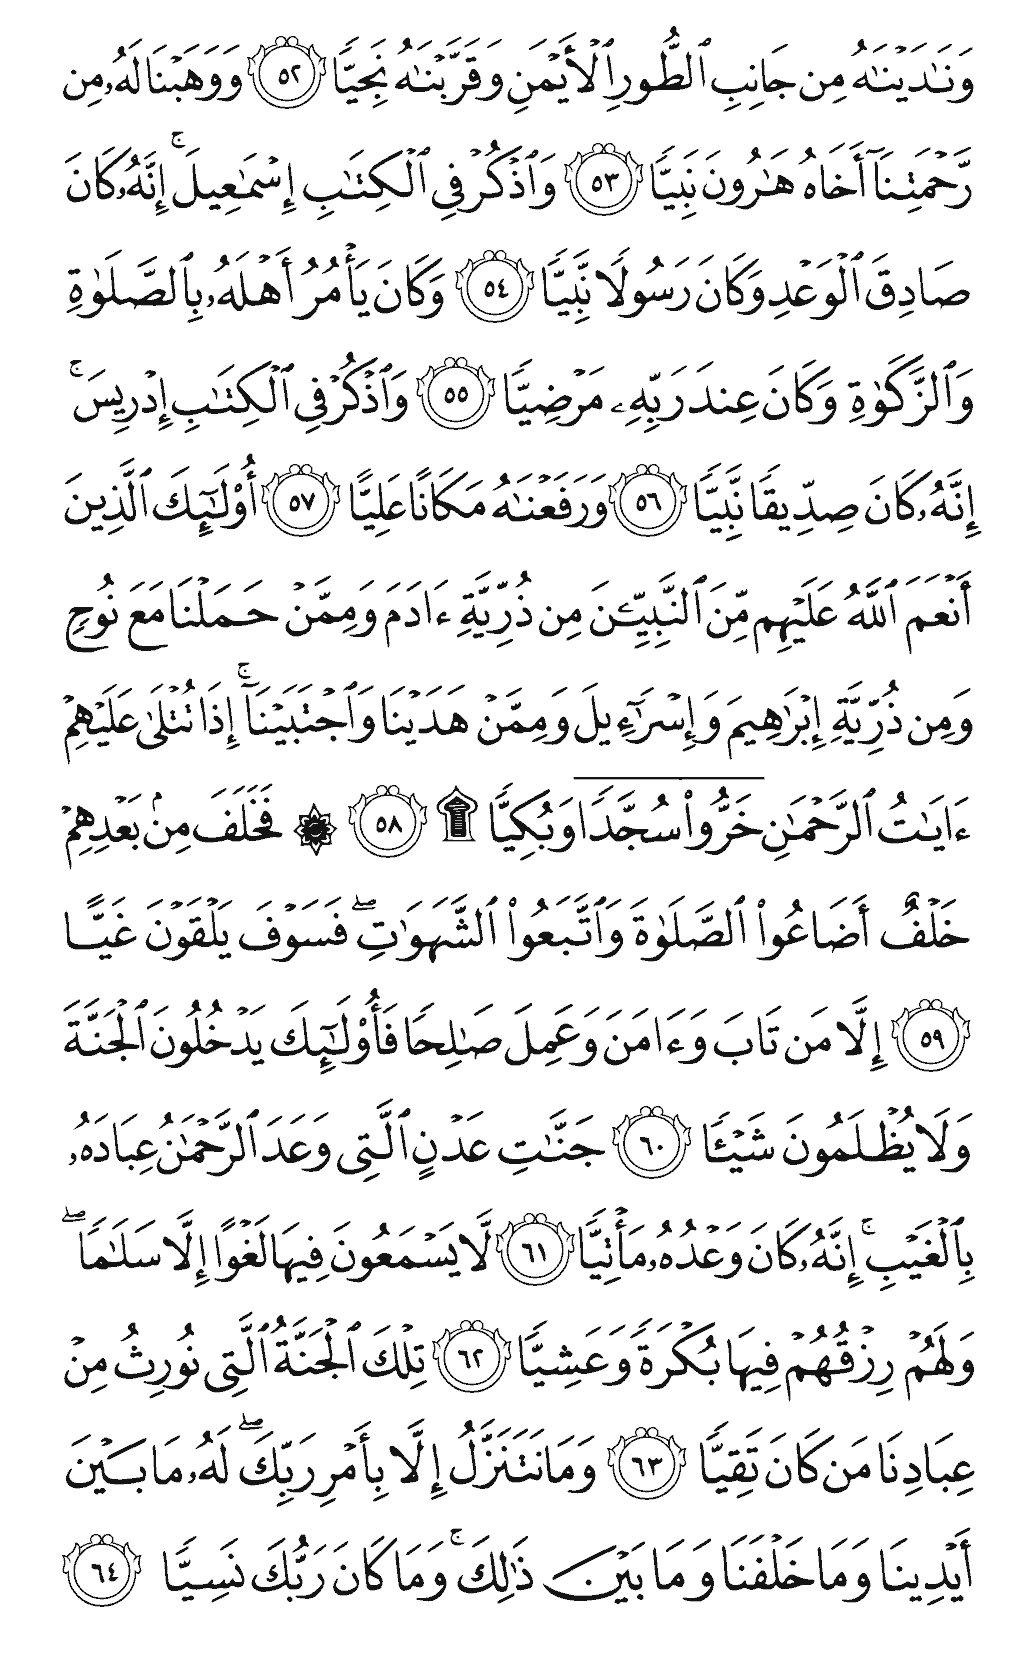 وَنَٰدَيْنَٰهُ مِن جَانِبِ ٱلطُّورِ ٱلْأَيْمَنِ وَقَرَّبْنَٰهُ نَجِيًّا ٥٢ وَوَهَبْنَا لَهُۥ مِن
رَّحْمَتِنَآ أَخَاهُ هَٰرُونَ نَبِيًّا ٥٣ وَٱذْكُرْ فِى ٱلْكِتَٰبِ إِسْمَٰعِيلَ ۚ إِنَّهُۥ كَانَ
صَادِقَ ٱلْوَعْدِ وَكَانَ رَسُولًا نَّبِيًّا ٥٤ وَكَانَ يَأْمُرُ أَهْلَهُۥ بِٱلصَّلَوٰةِ
وَٱلزَّكَوٰةِ وَكَانَ عِندَ رَبِّهِۦ مَرْضِيًّا ٥٥ وَٱذْكُرْ فِى ٱلْكِتَٰبِ إِدْرِيسَ ۚ
إِنَّهُۥ كَانَ صِدِّيقًا نَّبِيًّا ٥٦ وَرَفَعْنَٰهُ مَكَانًا عَلِيًّا ٥٧ أُو۟لَٰٓئِكَ ٱلَّذِينَ
أَنْعَمَ ٱللَّهُ عَلَيْهِم مِّنَ ٱلنَّبِيِّۦنَ مِن ذُرِّيَّةِ ءَادَمَ وَمِمَّنْ حَمَلْنَا مَعَ نُوحٍ
وَمِن ذُرِّيَّةِ إِبْرَٰهِيمَ وَإِسْرَٰٓءِيلَ وَمِمَّنْ هَدَيْنَا وَٱجْتَبَيْنَآ ۚ إِذَا تُتْلَىٰ عَلَيْهِمْ
ءَايَٰتُ ٱلرَّحْمَٰنِ خَرُّوا۟ سُجَّدًا وَبُكِيًّا ۩ ٥٨ ۞ فَخَلَفَ مِنۢ بَعْدِهِمْ
خَلْفٌ أَضَاعُوا۟ ٱلصَّلَوٰةَ وَٱتَّبَعُوا۟ ٱلشَّهَوَٰتِ ۖ فَسَوْفَ يَلْقَوْنَ غَيًّا
٥٩ إِلَّا مَن تَابَ وَءَامَنَ وَعَمِلَ صَٰلِحًا فَأُو۟لَٰٓئِكَ يَدْخُلُونَ ٱلْجَنَّةَ
وَلَا يُظْلَمُونَ شَيْـًٔا ٦٠ جَنَّٰتِ عَدْنٍ ٱلَّتِى وَعَدَ ٱلرَّحْمَٰنُ عِبَادَهُۥ
بِٱلْغَيْبِ ۚ إِنَّهُۥ كَانَ وَعْدُهُۥ مَأْتِيًّا ٦١ لَّا يَسْمَعُونَ فِيهَا لَغْوًا إِلَّا سَلَٰمًا ۖ
وَلَهُمْ رِزْقُهُمْ فِيهَا بُكْرَةً وَعَشِيًّا ٦٢ تِلْكَ ٱلْجَنَّةُ ٱلَّتِى نُورِثُ مِنْ
عِبَادِنَا مَن كَانَ تَقِيًّا ٦٣ وَمَا نَتَنَزَّلُ إِلَّا بِأَمْرِ رَبِّكَ ۖ لَهُۥ مَا بَيْنَ
أَيْدِينَا وَمَا خَلْفَنَا وَمَا بَيْنَ ذَٰلِكَ ۚ وَمَا كَانَ رَبُّكَ نَسِيًّا ٦٤